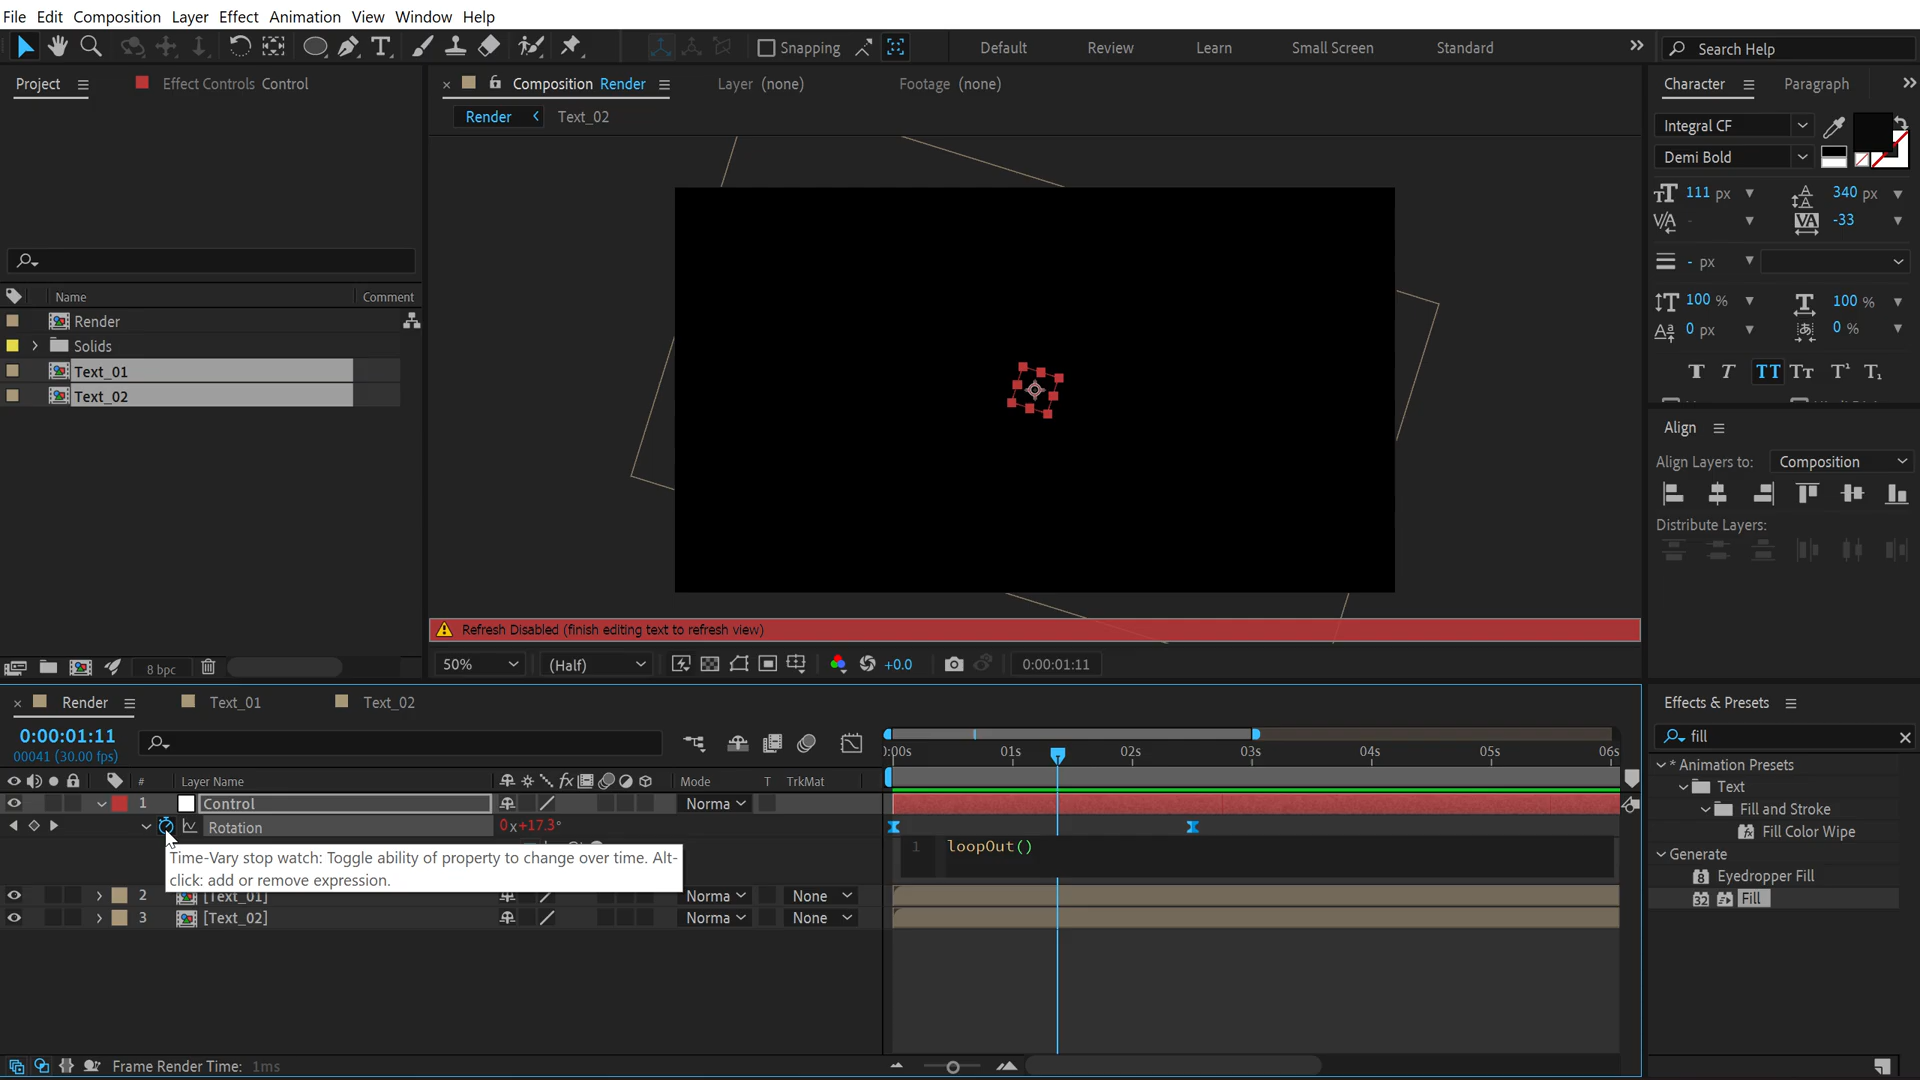 File Edit Composition Layer Effect Animation View Window Help
Snapping Default Review Learn Small Screen Standard Search Help
Project Effect Controls Control Composition Render Layer (none) Footage (none) Character Paragraph
Render Text_02
Integral CF
Demi Bold
111 px 340 px
- -33
- px
100 % 100 %
0 px 0 %
Name Comment
Render
Solids
Text_01
Text_02
Align
Align Layers to: Composition
Distribute Layers:
Refresh Disabled (finish editing text to refresh view)
8 bpc 50% (Half) +0.0 0:00:01:11
Render Text_01 Text_02
Effects & Presets
0:00:01:11
00041 (30.00 fps)
fill
:00s 01s 02s 03s 04s 05s 06s
# Layer Name fx Mode T TrkMat
1 Control Norma
Rotation 0x+17.3°
1 loopOut()
Time-Vary stop watch: Toggle ability of property to change over time. Alt-
click: add or remove expression.
2 [Text_01] Norma None
3 [Text_02] Norma None
* Animation Presets
Text
Fill and Stroke
Fill Color Wipe
Generate
8 Eyedropper Fill
32 Fill
Frame Render Time: 1ms